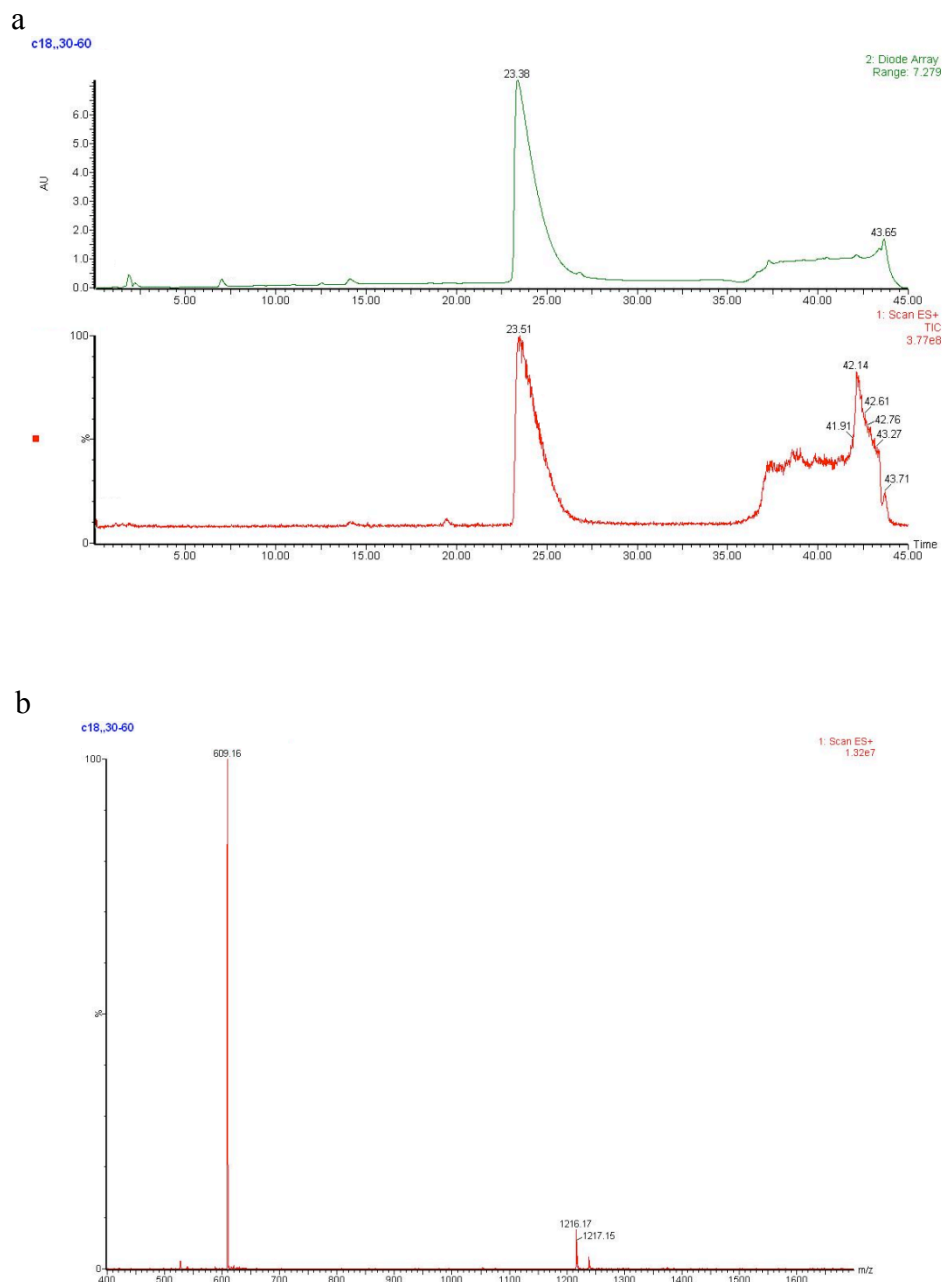 a
c18,,30-60
2: Diode Array
Range: 7.279
23.38
6.0
5.0
4.0
3.0
2.0
1.0
0.0
AU
43.65
5.00 10.00 15.00 20.00 25.00 30.00 35.00 40.00 45.00
1: Scan ES+
TIC
3.77e8
100
%
0
23.51
42.14
42.61
42.76
41.91
43.27
43.71
Time
5.00 10.00 15.00 20.00 25.00 30.00 35.00 40.00 45.00
b
c18,,30-60
1: Scan ES+
1.32e7
609.16
100
%
0
1216.17
1217.15
m/z
400 500 600 700 800 900 1000 1100 1200 1300 1400 1500 1600